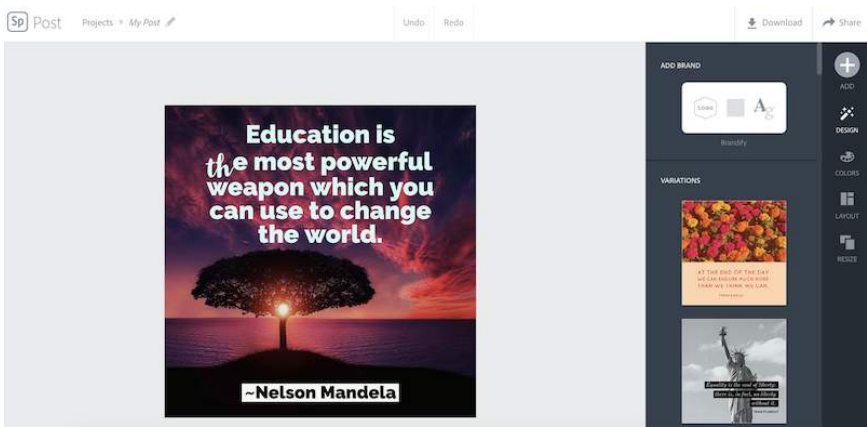 Sp Post
Projects > My Post
Undo Redo
Download Share
Education is
the most powerful
weapon which you
can use to change
the world.
~Nelson Mandela
ADD BRAND
LOGO Ag
Brandify
VARIATIONS
AT THE END OF THE DAY
WE CAN ENDURE MUCH MORE
THAN WE THINK WE CAN.
Equality is the soul of liberty;
there is, in fact, no liberty
without it.
ADD
DESIGN
COLORS
LAYOUT
RESIZE